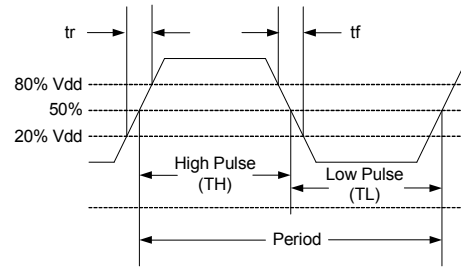 tr
tf
80% Vdd
50%
20% Vdd
High Pulse
(TH)
Low Pulse
(TL)
Period